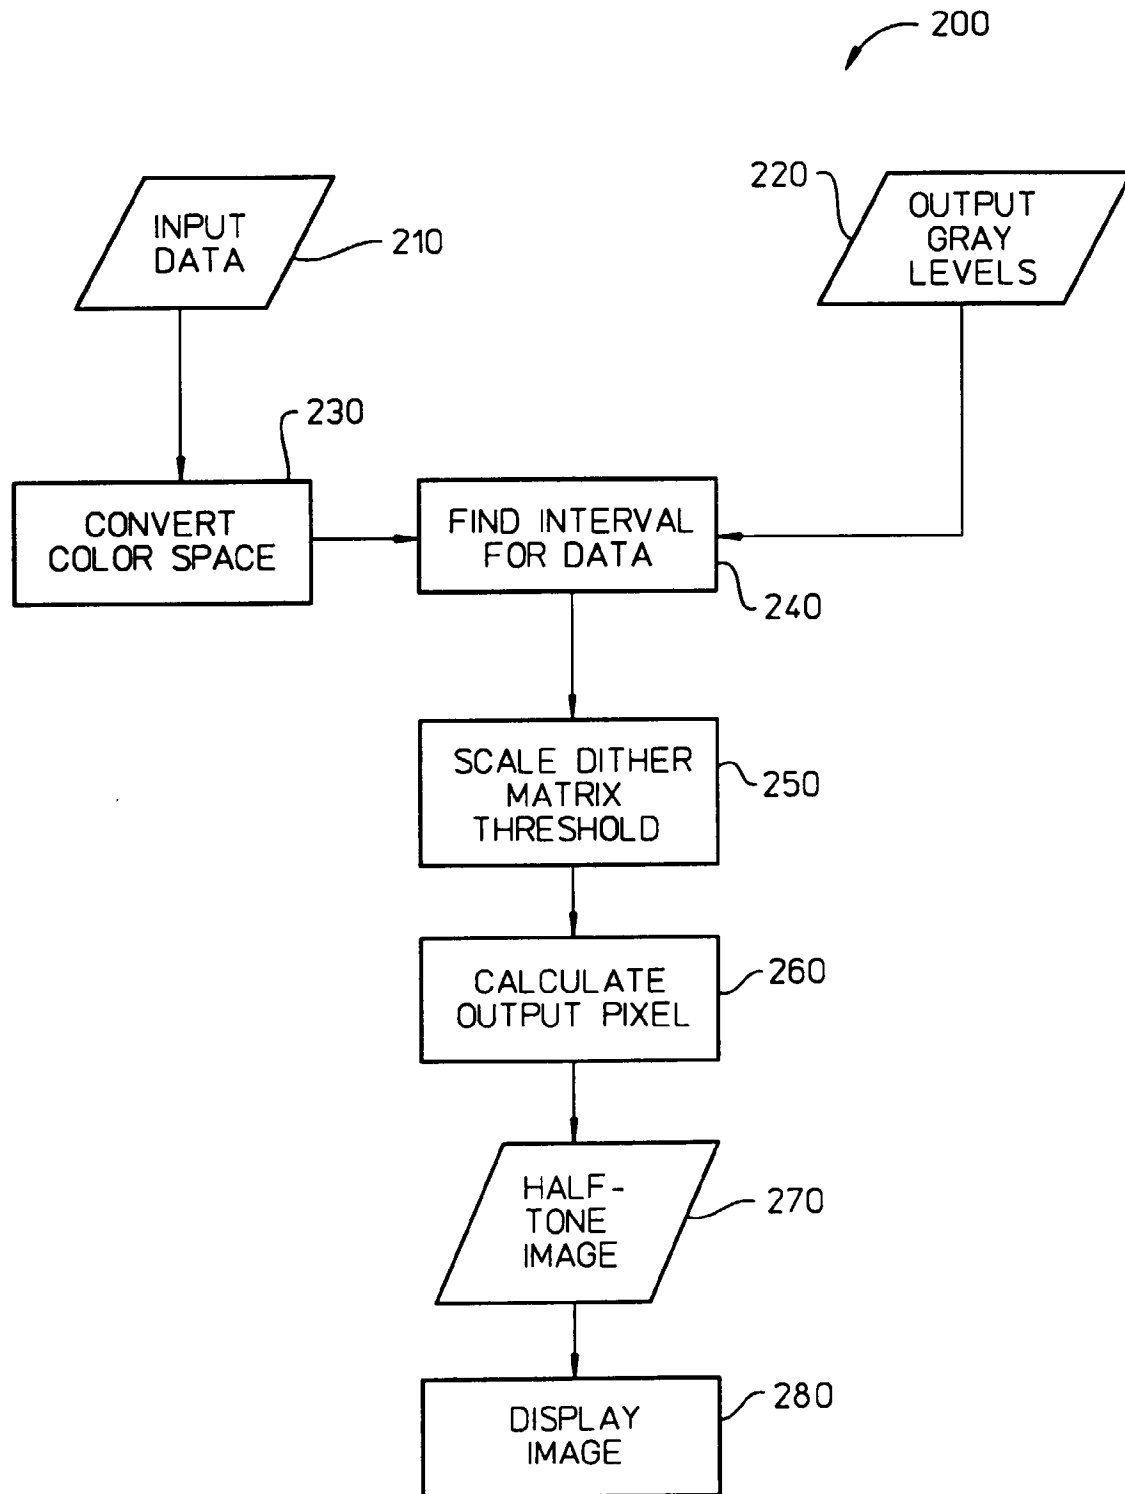 200
INPUT
DATA
210
220
OUTPUT
GRAY
LEVELS
230
CONVERT
COLOR SPACE
FIND INTERVAL
FOR DATA
240
SCALE DITHER
MATRIX
THRESHOLD
250
CALCULATE
OUTPUT PIXEL
260
HALF-
TONE
IMAGE
270
DISPLAY
IMAGE
280